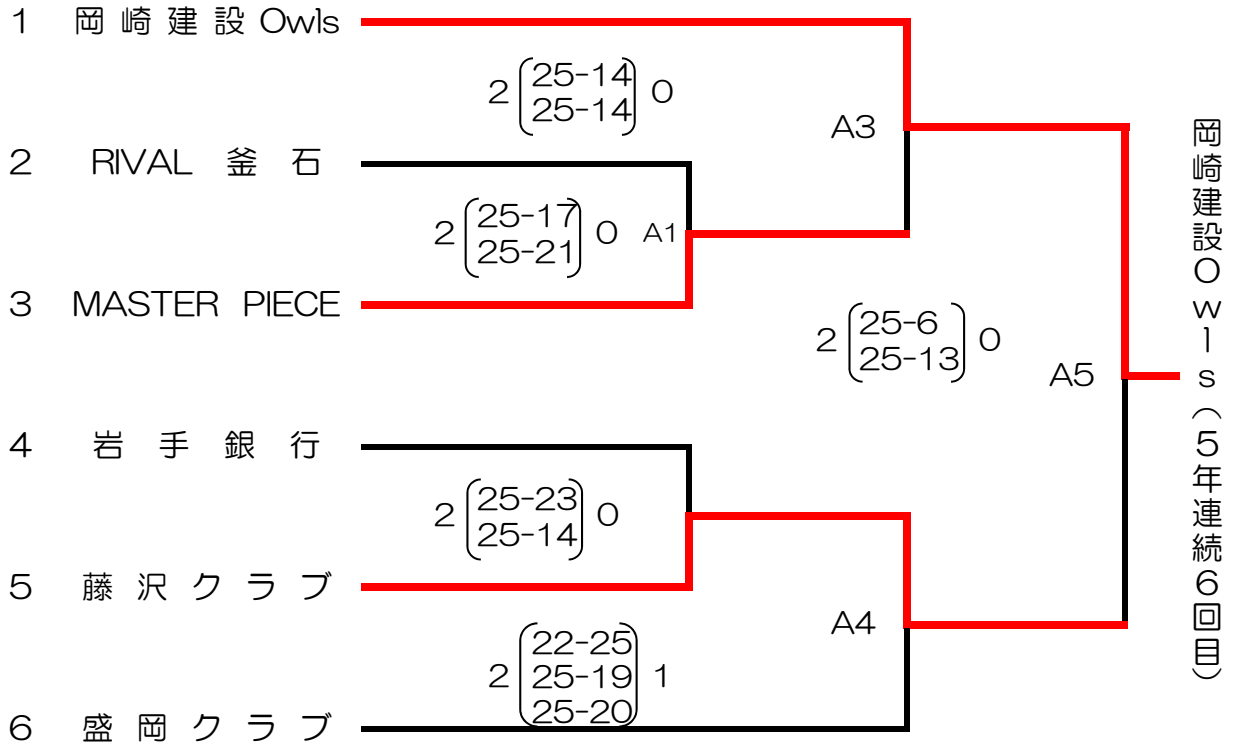 1 岡崎建設Owls
2 ( 25-14 25-14 ) 0
A3
2 RIVAL 釜石
2 ( 25-17 25-21 ) 0 A1
3 MASTER PIECE
2 ( 25-6 25-13 ) 0
A5
岡崎建設Owls(5年連続6回目)
4 岩手銀行
2 ( 25-23 25-14 ) 0
5 藤沢クラブ
A4
2 ( 22-25 25-19 25-20 ) 1
6 盛岡クラブ